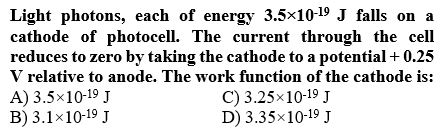 Light photons, each of energy 3.5×10⁻¹⁹ J falls on a
cathode of photocell. The current through the cell
reduces to zero by taking the cathode to a potential + 0.25
V relative to anode. The work function of the cathode is:
A) 3.5×10⁻¹⁹ J C) 3.25×10⁻¹⁹ J
B) 3.1×10⁻¹⁹ J D) 3.35×10⁻¹⁹ J